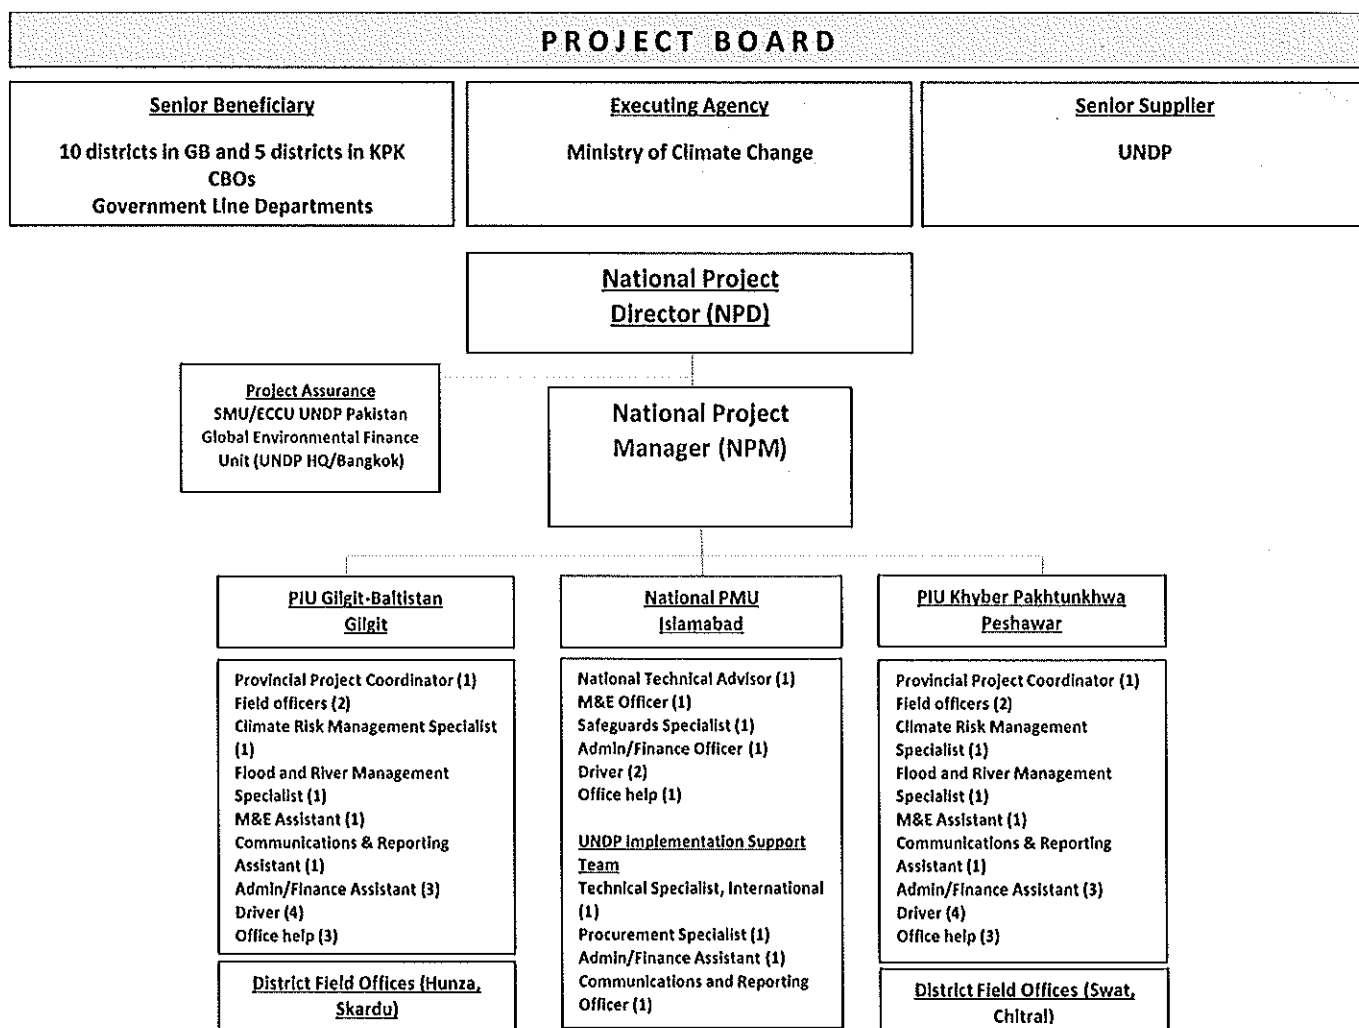 PROJECT BOARD
Senior Beneficiary
10 districts in GB and 5 districts in KPK
CBOs
Government Line Departments
Executing Agency
Ministry of Climate Change
Senior Supplier
UNDP
National Project
Director (NPD)
Project Assurance
SMU/ECCU UNDP Pakistan
Global Environmental Finance
Unit (UNDP HQ/Bangkok)
National Project
Manager (NPM)
PIU Gilgit-Baltistan
Gilgit
National PMU
Islamabad
PIU Khyber Pakhtunkhwa
Peshawar
Provincial Project Coordinator (1)
Field officers (2)
Climate Risk Management Specialist
(1)
Flood and River Management
Specialist (1)
M&E Assistant (1)
Communications & Reporting
Assistant (1)
Admin/Finance Assistant (3)
Driver (4)
Office help (3)
District Field Offices (Hunza,
Skardu)
National Technical Advisor (1)
M&E Officer (1)
Safeguards Specialist (1)
Admin/Finance Officer (1)
Driver (2)
Office help (1)
UNDP Implementation Support
Team
Technical Specialist, International
(1)
Procurement Specialist (1)
Admin/Finance Assistant (1)
Communications and Reporting
Officer (1)
Provincial Project Coordinator (1)
Field officers (2)
Climate Risk Management
Specialist (1)
Flood and River Management
Specialist (1)
M&E Assistant (1)
Communications & Reporting
Assistant (1)
Admin/Finance Assistant (3)
Driver (4)
Office help (3)
District Field Offices (Swat,
Chitral)